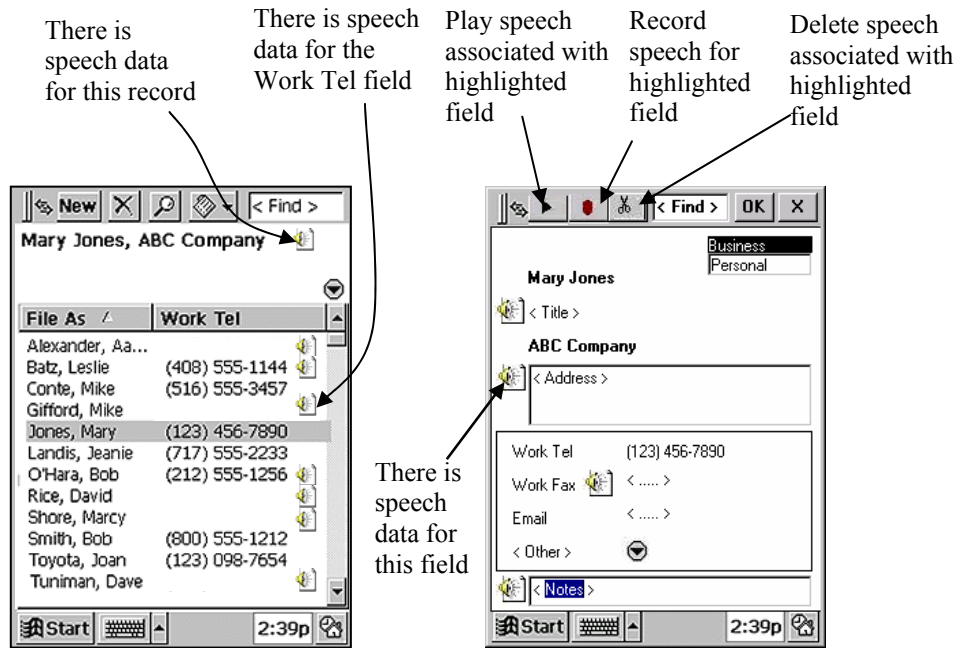 There is
speech data
for this record
There is speech
data for the
Work Tel field
Play speech
associated with
highlighted
field
Record
speech for
highlighted
field
Delete speech
associated with
highlighted
field
New
< Find >
Mary Jones, ABC Company
File As
Work Tel
Alexander, Aa...
Batz, Leslie (408) 555-1144
Conte, Mike (516) 555-3457
Gifford, Mike
Jones, Mary (123) 456-7890
Landis, Jeanie (717) 555-2233
O'Hara, Bob (212) 555-1256
Rice, David
Shore, Marcy
Smith, Bob (800) 555-1212
Toyota, Joan (123) 098-7654
Tuniman, Dave
Start
2:39p
There is
speech
data for
this field
< Find > OK X
Business
Personal
Mary Jones
< Title >
ABC Company
< Address >
Work Tel (123) 456-7890
Work Fax < ..... >
Email < ..... >
< Other >
< Notes >
Start
2:39p